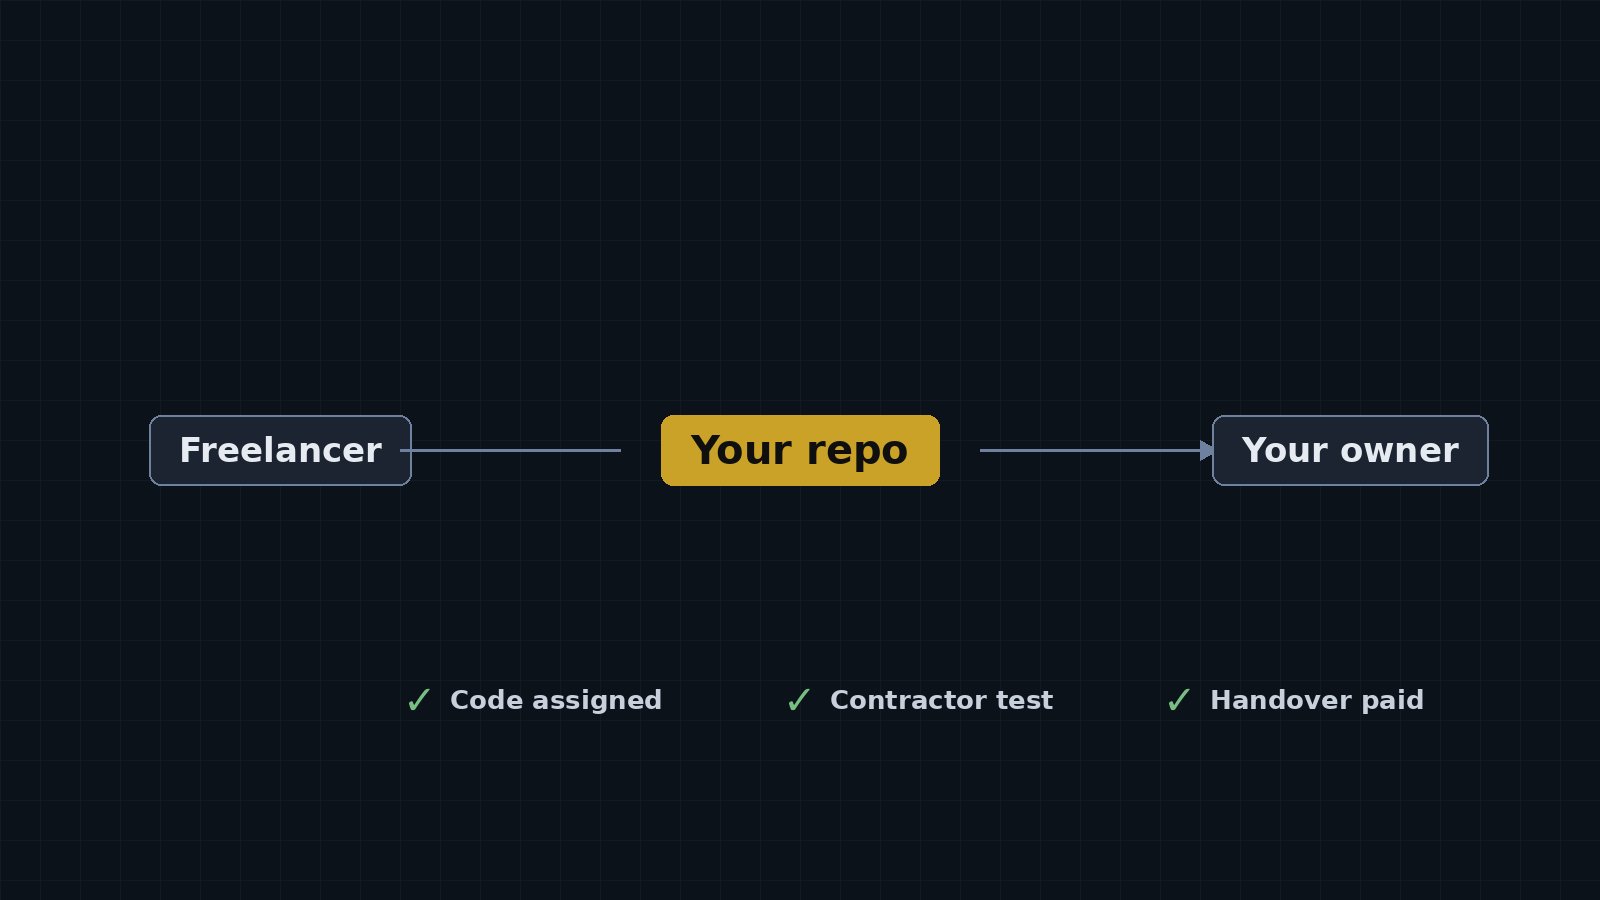 Freelancer
Your repo
Your owner
✓ Code assigned
✓ Contractor test
✓ Handover paid